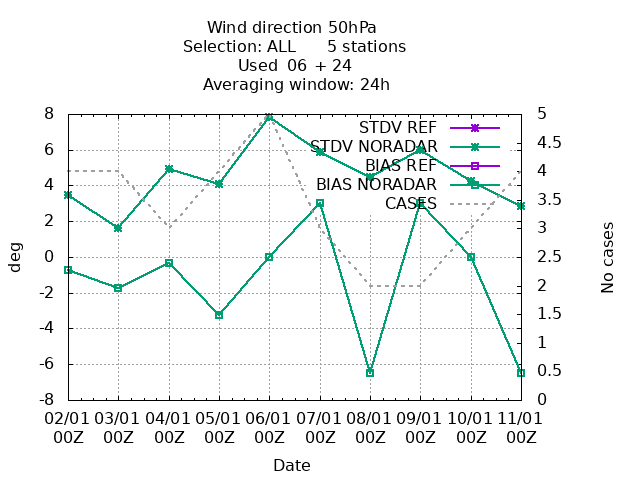 Wind direction 50hPa
Selection: ALL 5 stations
Used 06 + 24
Averaging window: 24h
STDV REF
STDV NORADAR
BIAS REF
BIAS NORADAR
CASES
8
6
4
2
0
-2
-4
-6
-8
deg
5
4.5
4
3.5
3
2.5
2
1.5
1
0.5
0
No cases
02/01 03/01 04/01 05/01 06/01 07/01 08/01 09/01 10/01 11/01
00Z 00Z 00Z 00Z 00Z 00Z 00Z 00Z 00Z 00Z
Date